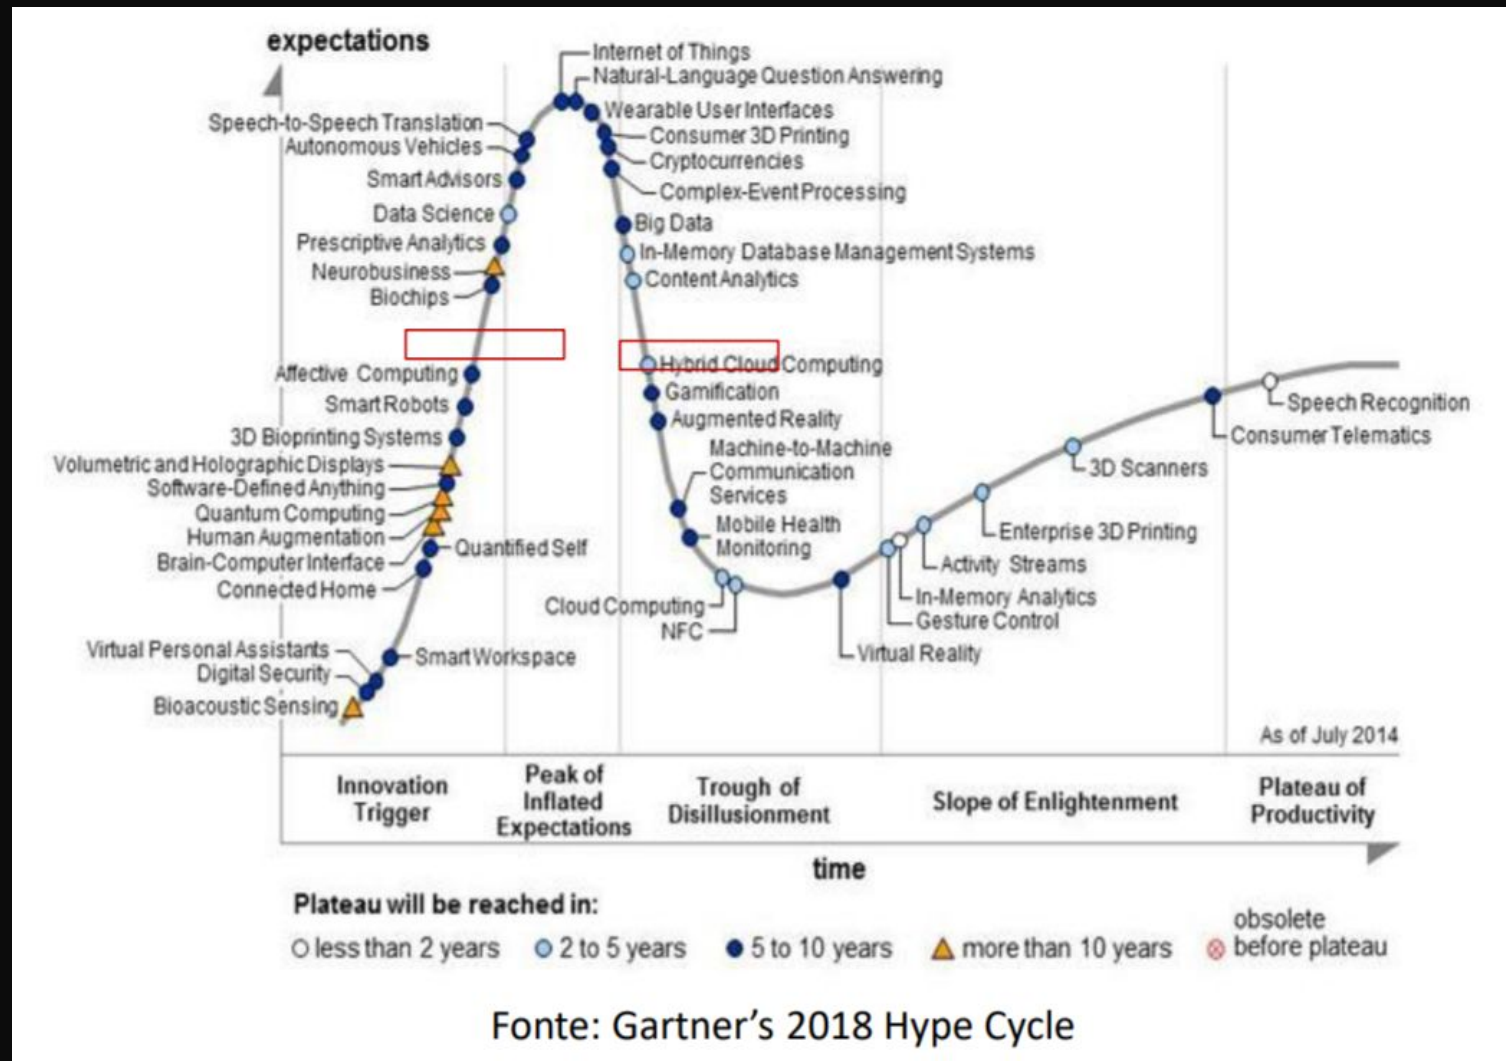 expectations
Internet of Things
Natural-Language Question Answering
Wearable User Interfaces
Consumer 3D Printing
Cryptocurrencies
Complex-Event Processing
Speech-to-Speech Translation
Autonomous Vehicles
Smart Advisors
Data Science
Prescriptive Analytics
Neurobusiness
Biochips
Big Data
In-Memory Database Management Systems
Content Analytics
Hybrid Cloud Computing
Gamification
Augmented Reality
Machine-to-Machine
Communication
Services
Mobile Health
Monitoring
Affective Computing
Smart Robots
3D Bioprinting Systems
Volumetric and Holographic Displays
Software-Defined Anything
Quantum Computing
Human Augmentation
Brain-Computer Interface
Connected Home
Quantified Self
Virtual Personal Assistants
Digital Security
Bioacoustic Sensing
Smart Workspace
Cloud Computing
NFC
Virtual Reality
Gesture Control
In-Memory Analytics
Activity Streams
Enterprise 3D Printing
3D Scanners
Consumer Telematics
Speech Recognition
As of July 2014
Innovation
Trigger
Peak of
Inflated
Expectations
Trough of
Disillusionment
Slope of Enlightenment
Plateau of
Productivity
time
Plateau will be reached in:
less than 2 years
2 to 5 years
5 to 10 years
more than 10 years
obsolete
before plateau
Fonte: Gartner’s 2018 Hype Cycle